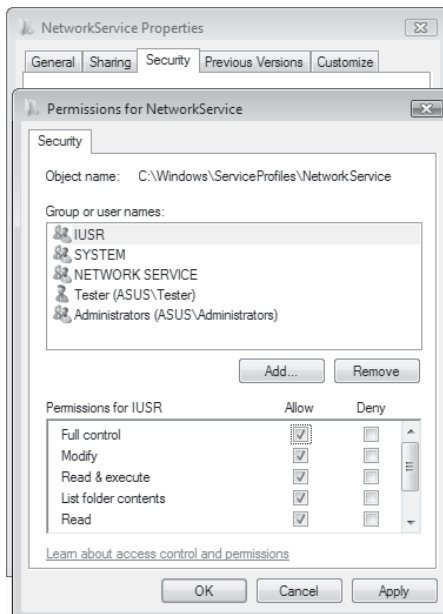 NetworkService Properties
General Sharing Security Previous Versions Customize
Permissions for NetworkService
Security
Object name: C:\Windows\ServiceProfiles\NetworkService
Group or user names:
IUSR
SYSTEM
NETWORK SERVICE
Tester (ASUS\Tester)
Administrators (ASUS\Administrators)
Add... Remove
Permissions for IUSR Allow Deny
Full control
Modify
Read & execute
List folder contents
Read
Learn about access control and permissions
OK Cancel Apply